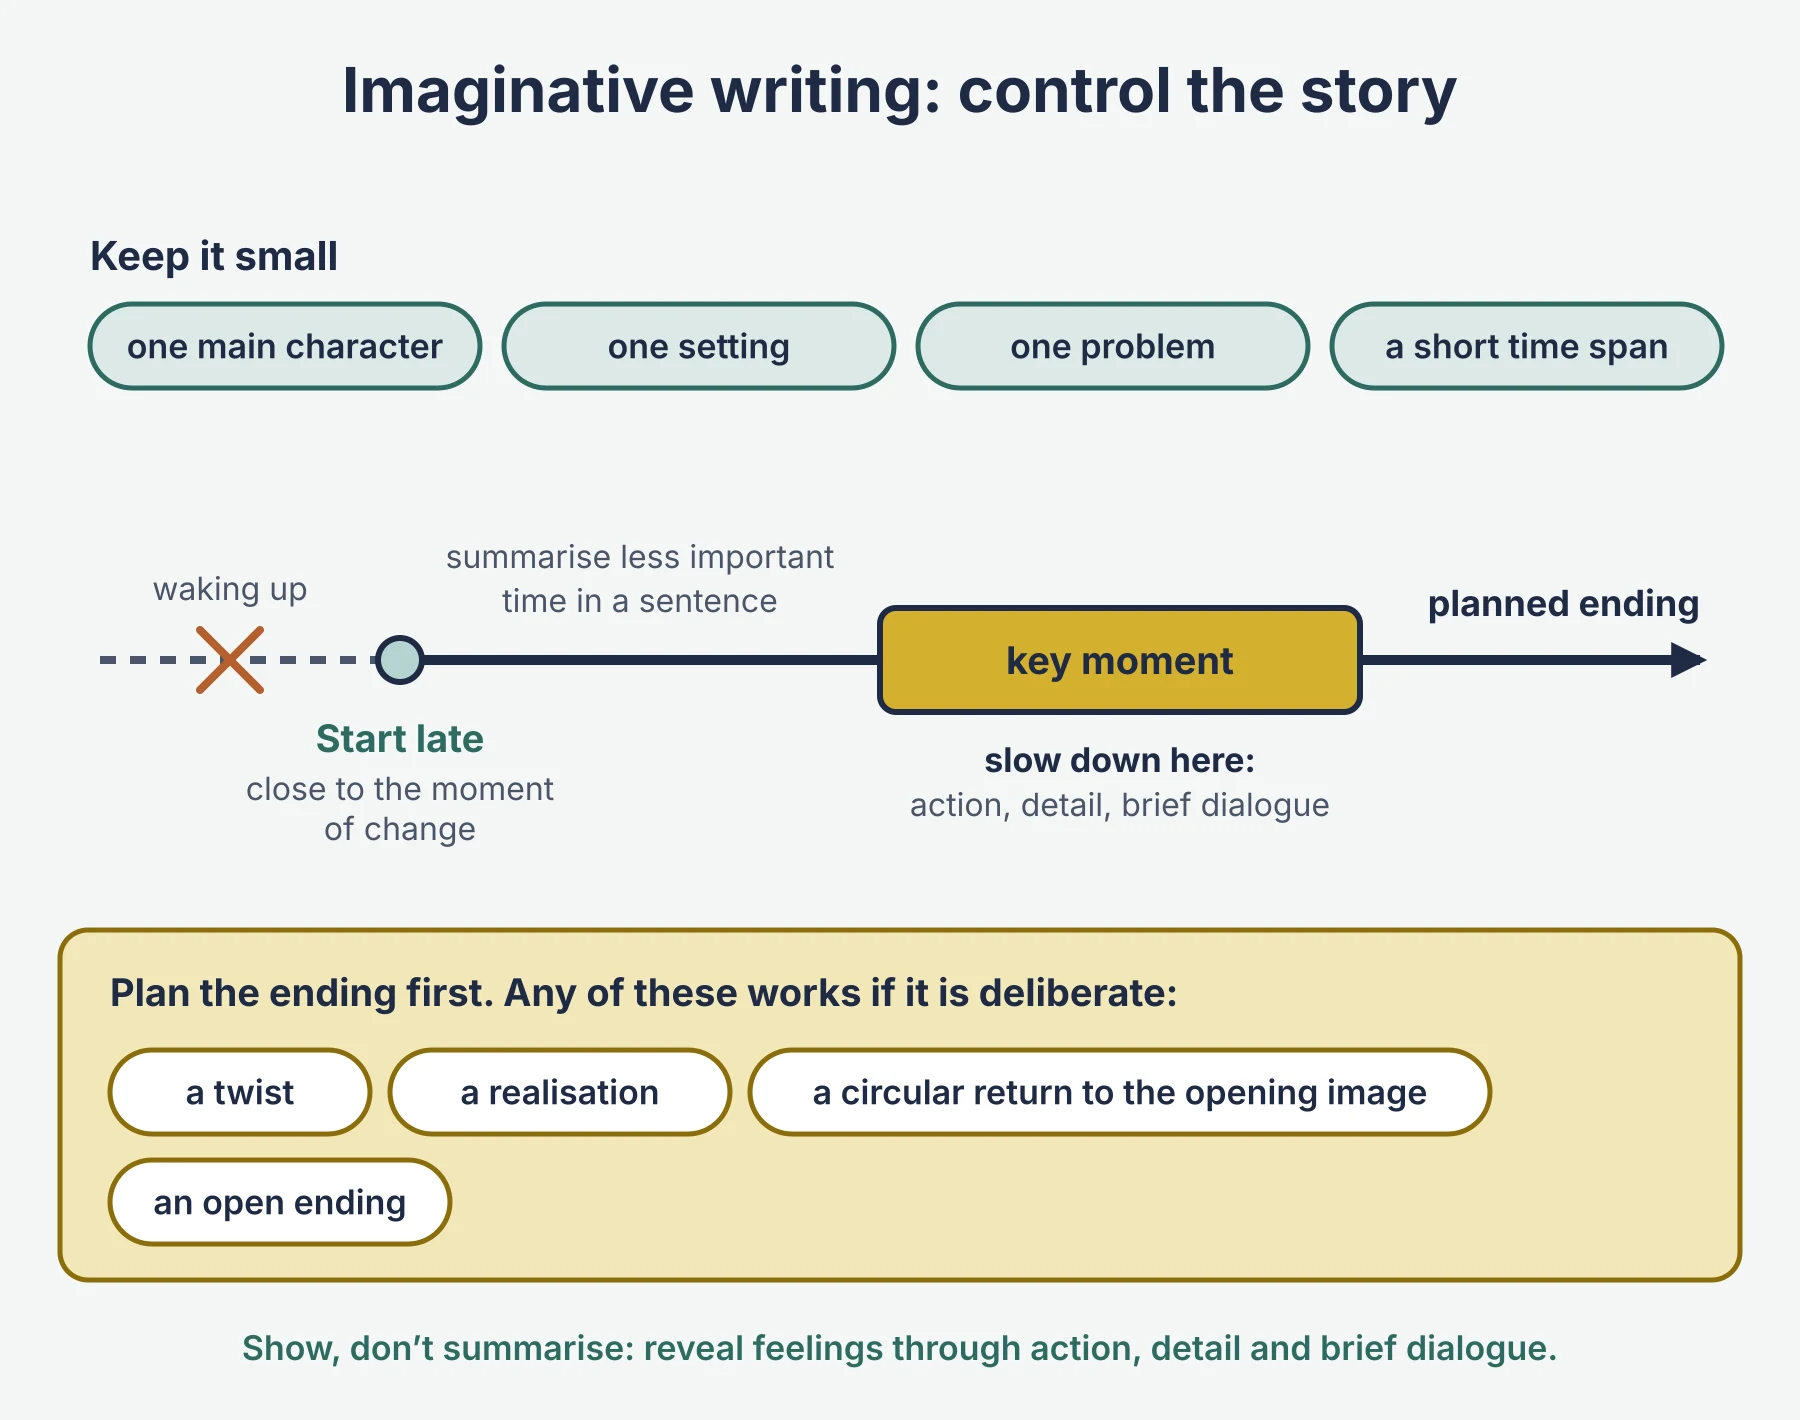 Imaginative writing: control the story
Keep it small
one main character
one setting
one problem
a short time span
waking up
summarise less important
time in a sentence
planned ending
key moment
Start late
close to the moment
of change
slow down here:
action, detail, brief dialogue
Plan the ending first. Any of these works if it is deliberate:
a twist
a realisation
a circular return to the opening image
an open ending
Show, don’t summarise: reveal feelings through action, detail and brief dialogue.